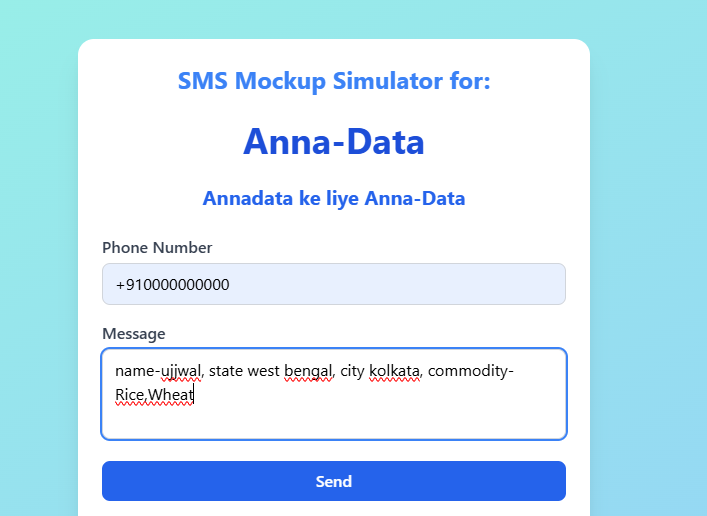 SMS Mockup Simulator for:
Anna-Data
Annadata ke liye Anna-Data
Phone Number
+910000000000
Message
name-ujjwal, state west bengal, city kolkata, commodity-
Rice,Wheat
Send